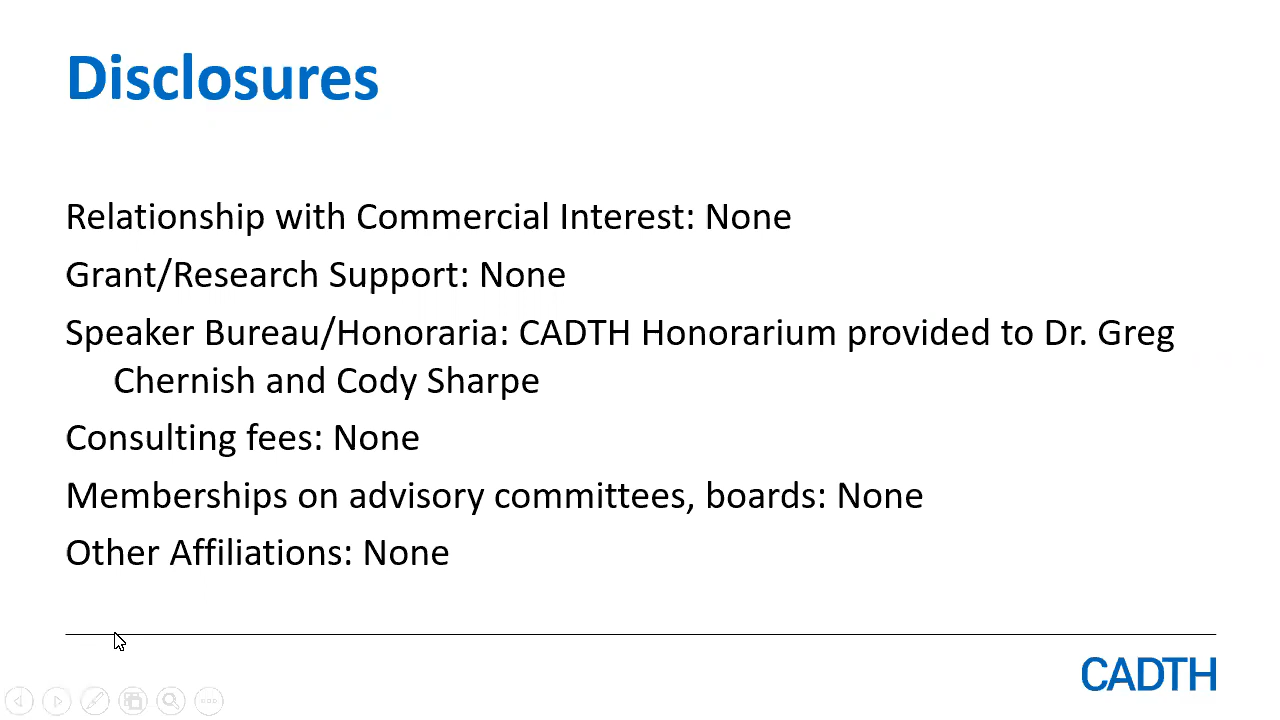 Disclosures
Relationship with Commercial Interest: None
Grant/Research Support: None
Speaker Bureau/Honoraria: CADTH Honorarium provided to Dr. Greg
Chernish and Cody Sharpe
Consulting fees: None
Memberships on advisory committees, boards: None
Other Affiliations: None
CADTH